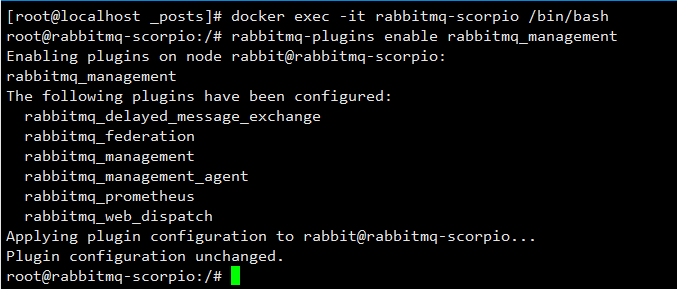 [root@localhost _posts]# docker exec -it rabbitmq-scorpio /bin/bash
root@rabbitmq-scorpio:/# rabbitmq-plugins enable rabbitmq_management
Enabling plugins on node rabbit@rabbitmq-scorpio:
rabbitmq_management
The following plugins have been configured:
  rabbitmq_delayed_message_exchange
  rabbitmq_federation
  rabbitmq_management
  rabbitmq_management_agent
  rabbitmq_prometheus
  rabbitmq_web_dispatch
Applying plugin configuration to rabbit@rabbitmq-scorpio...
Plugin configuration unchanged.
root@rabbitmq-scorpio:/#